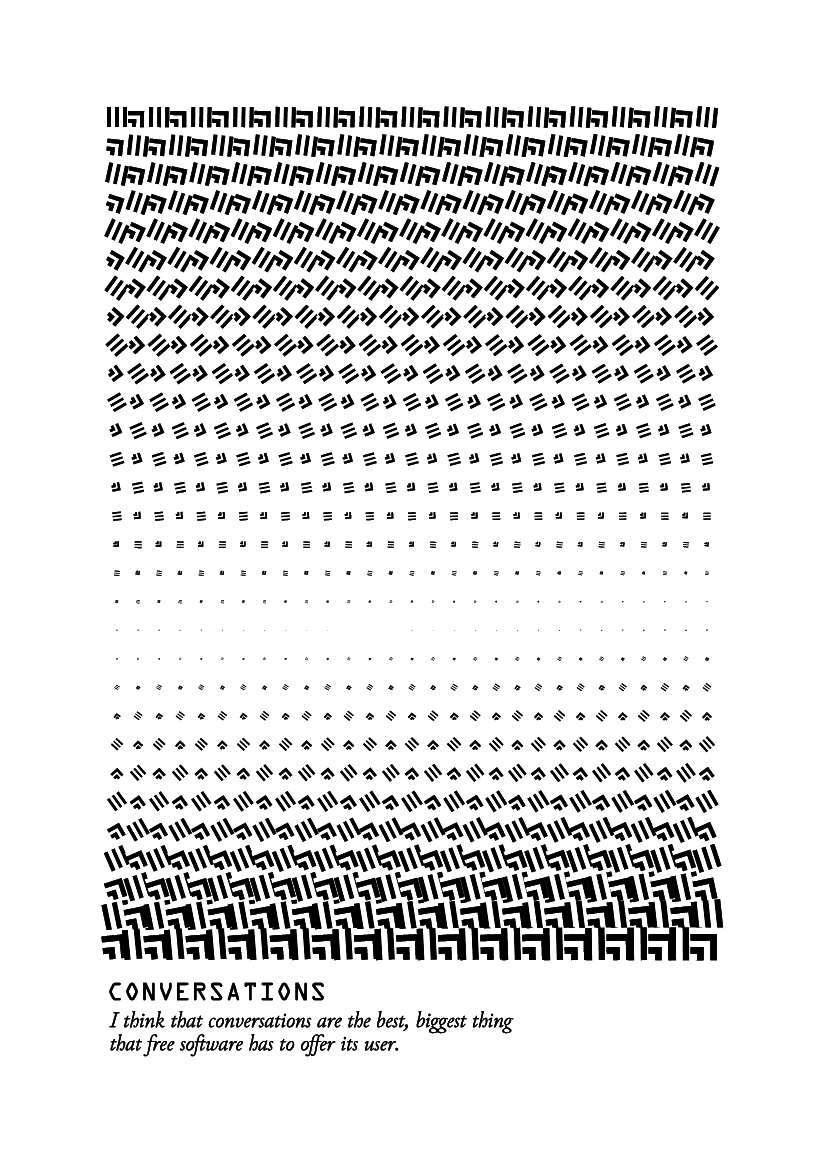 CONVERSATIONS
I think that conversations are the best, biggest thing
that free software has to offer its user.